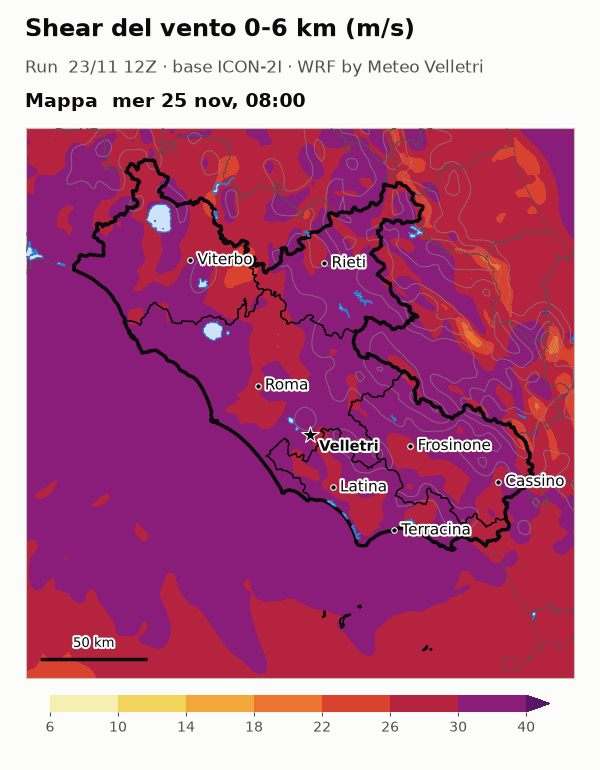 Shear del vento 0-6 km (m/s)
Run  23/11 12Z · base ICON-2I · WRF by Meteo Velletri
Mappa  mer 25 nov, 08:00
Viterbo
Rieti
Roma
Velletri
Frosinone
Latina
Cassino
Terracina
50 km
6 10 14 18 22 26 30 40